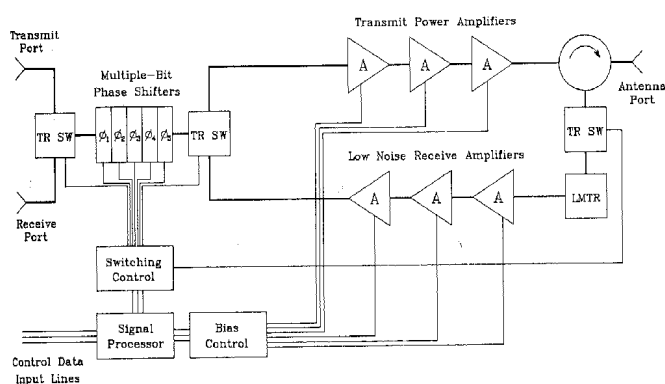 Transmit Power Amplifiers
Transmit
Port
Multiple-Bit
Phase Shifters
A
A
A
Antenna
Port
TR SW
ϕ1 ϕ2 ϕ3 ϕ4 ϕ5
TR SW
TR SW
Low Noise Receive Amplifiers
A
A
A
LMTR
Receive
Port
Switching
Control
Signal
Processor
Bias
Control
Control Data
Input Lines